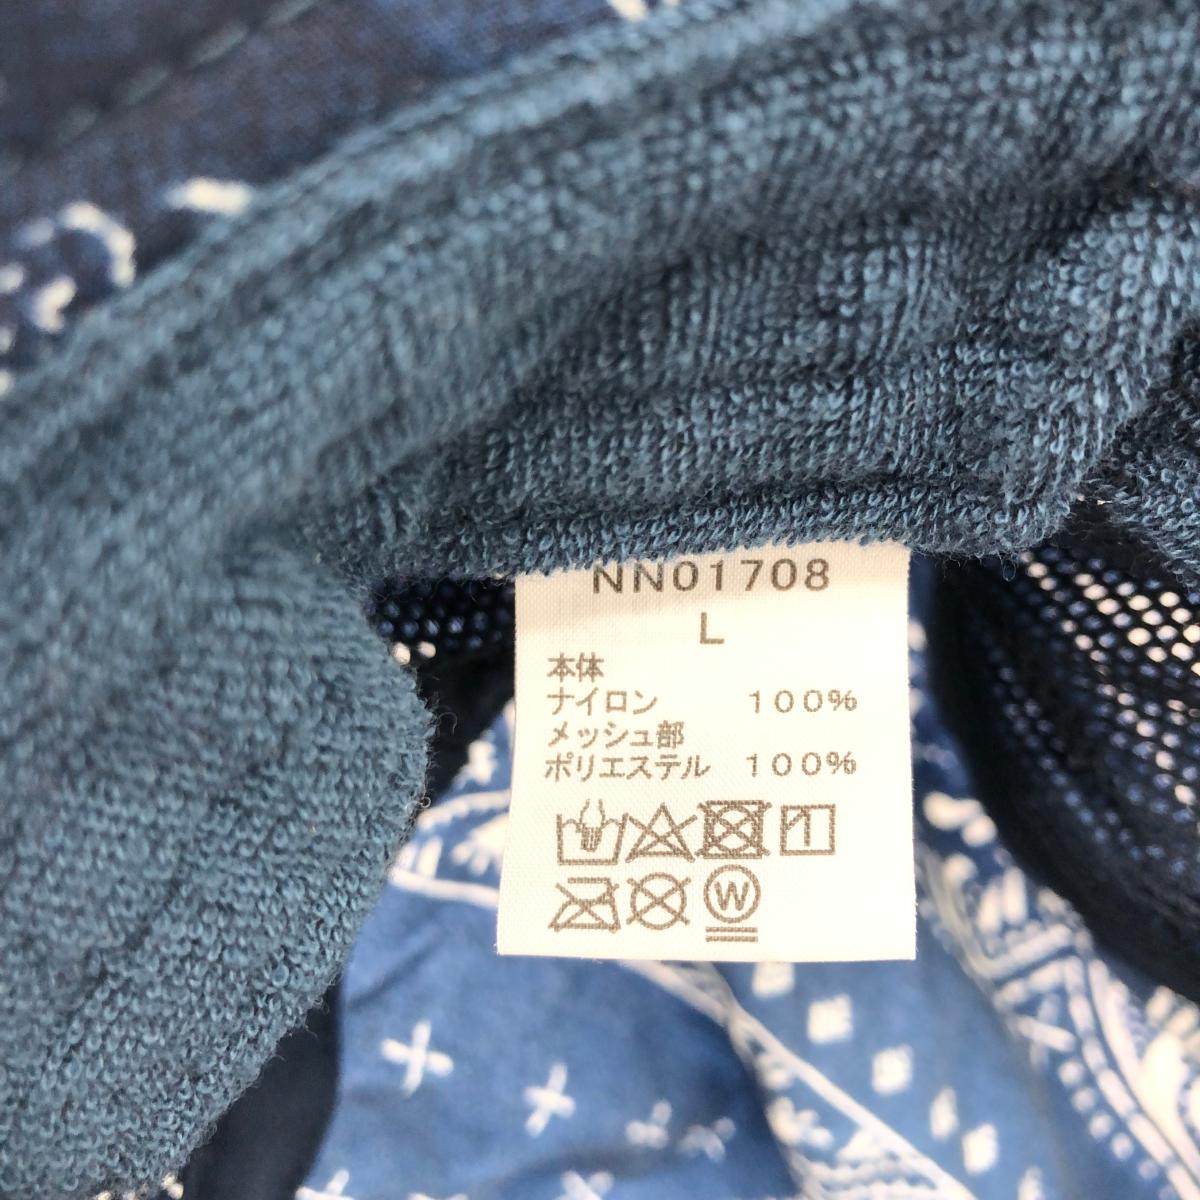 NN01708
L
本体
ナイロン 100%
メッシュ部
ポリエステル 100%
W